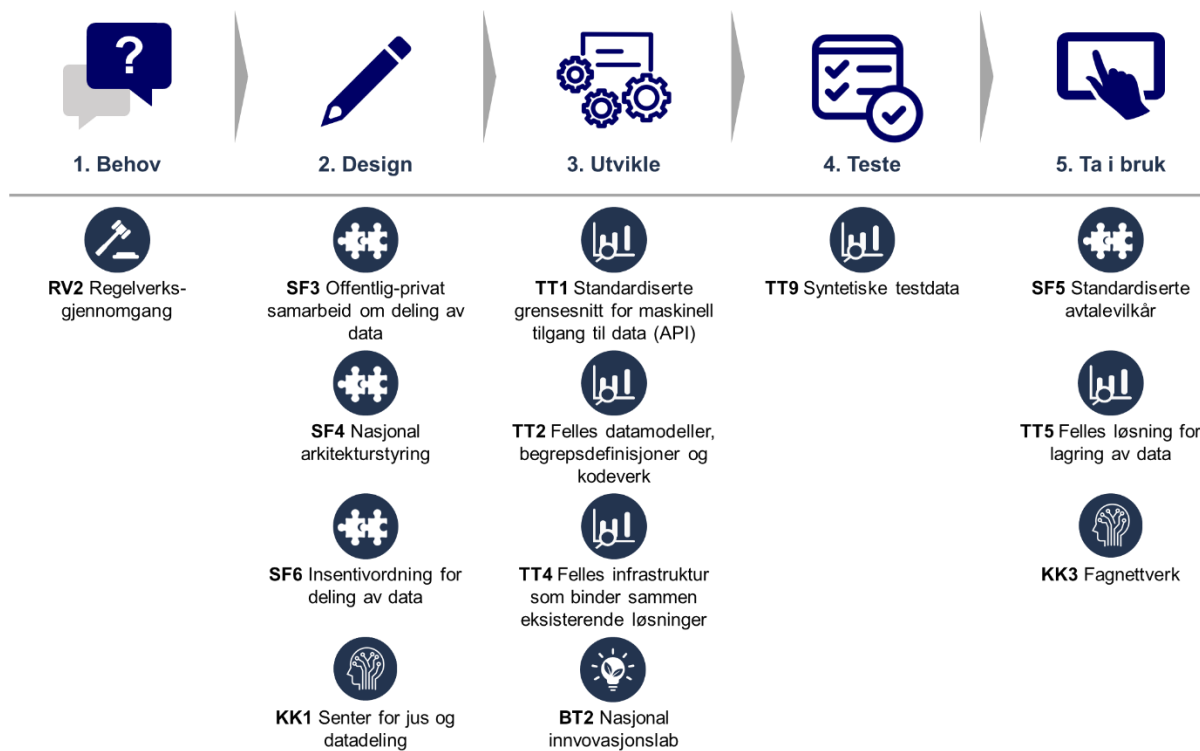 ?
1. Behov
2. Design
3. Utvikle
4. Teste
5. Ta i bruk
RV2 Regelverks-
gjennomgang
SF3 Offentlig-privat
samarbeid om deling av
data
SF4 Nasjonal
arkitekturstyring
SF6 Insentivordning for
deling av data
KK1 Senter for jus og
datadeling
TT1 Standardiserte
grensesnitt for maskinell
tilgang til data (API)
TT2 Felles datamodeller,
begrepsdefinisjoner og
kodeverk
TT4 Felles infrastruktur
som binder sammen
eksisterende løsninger
BT2 Nasjonal
innvovasjonslab
TT9 Syntetiske testdata
SF5 Standardiserte
avtalevilkår
TT5 Felles løsning for
lagring av data
KK3 Fagnettverk